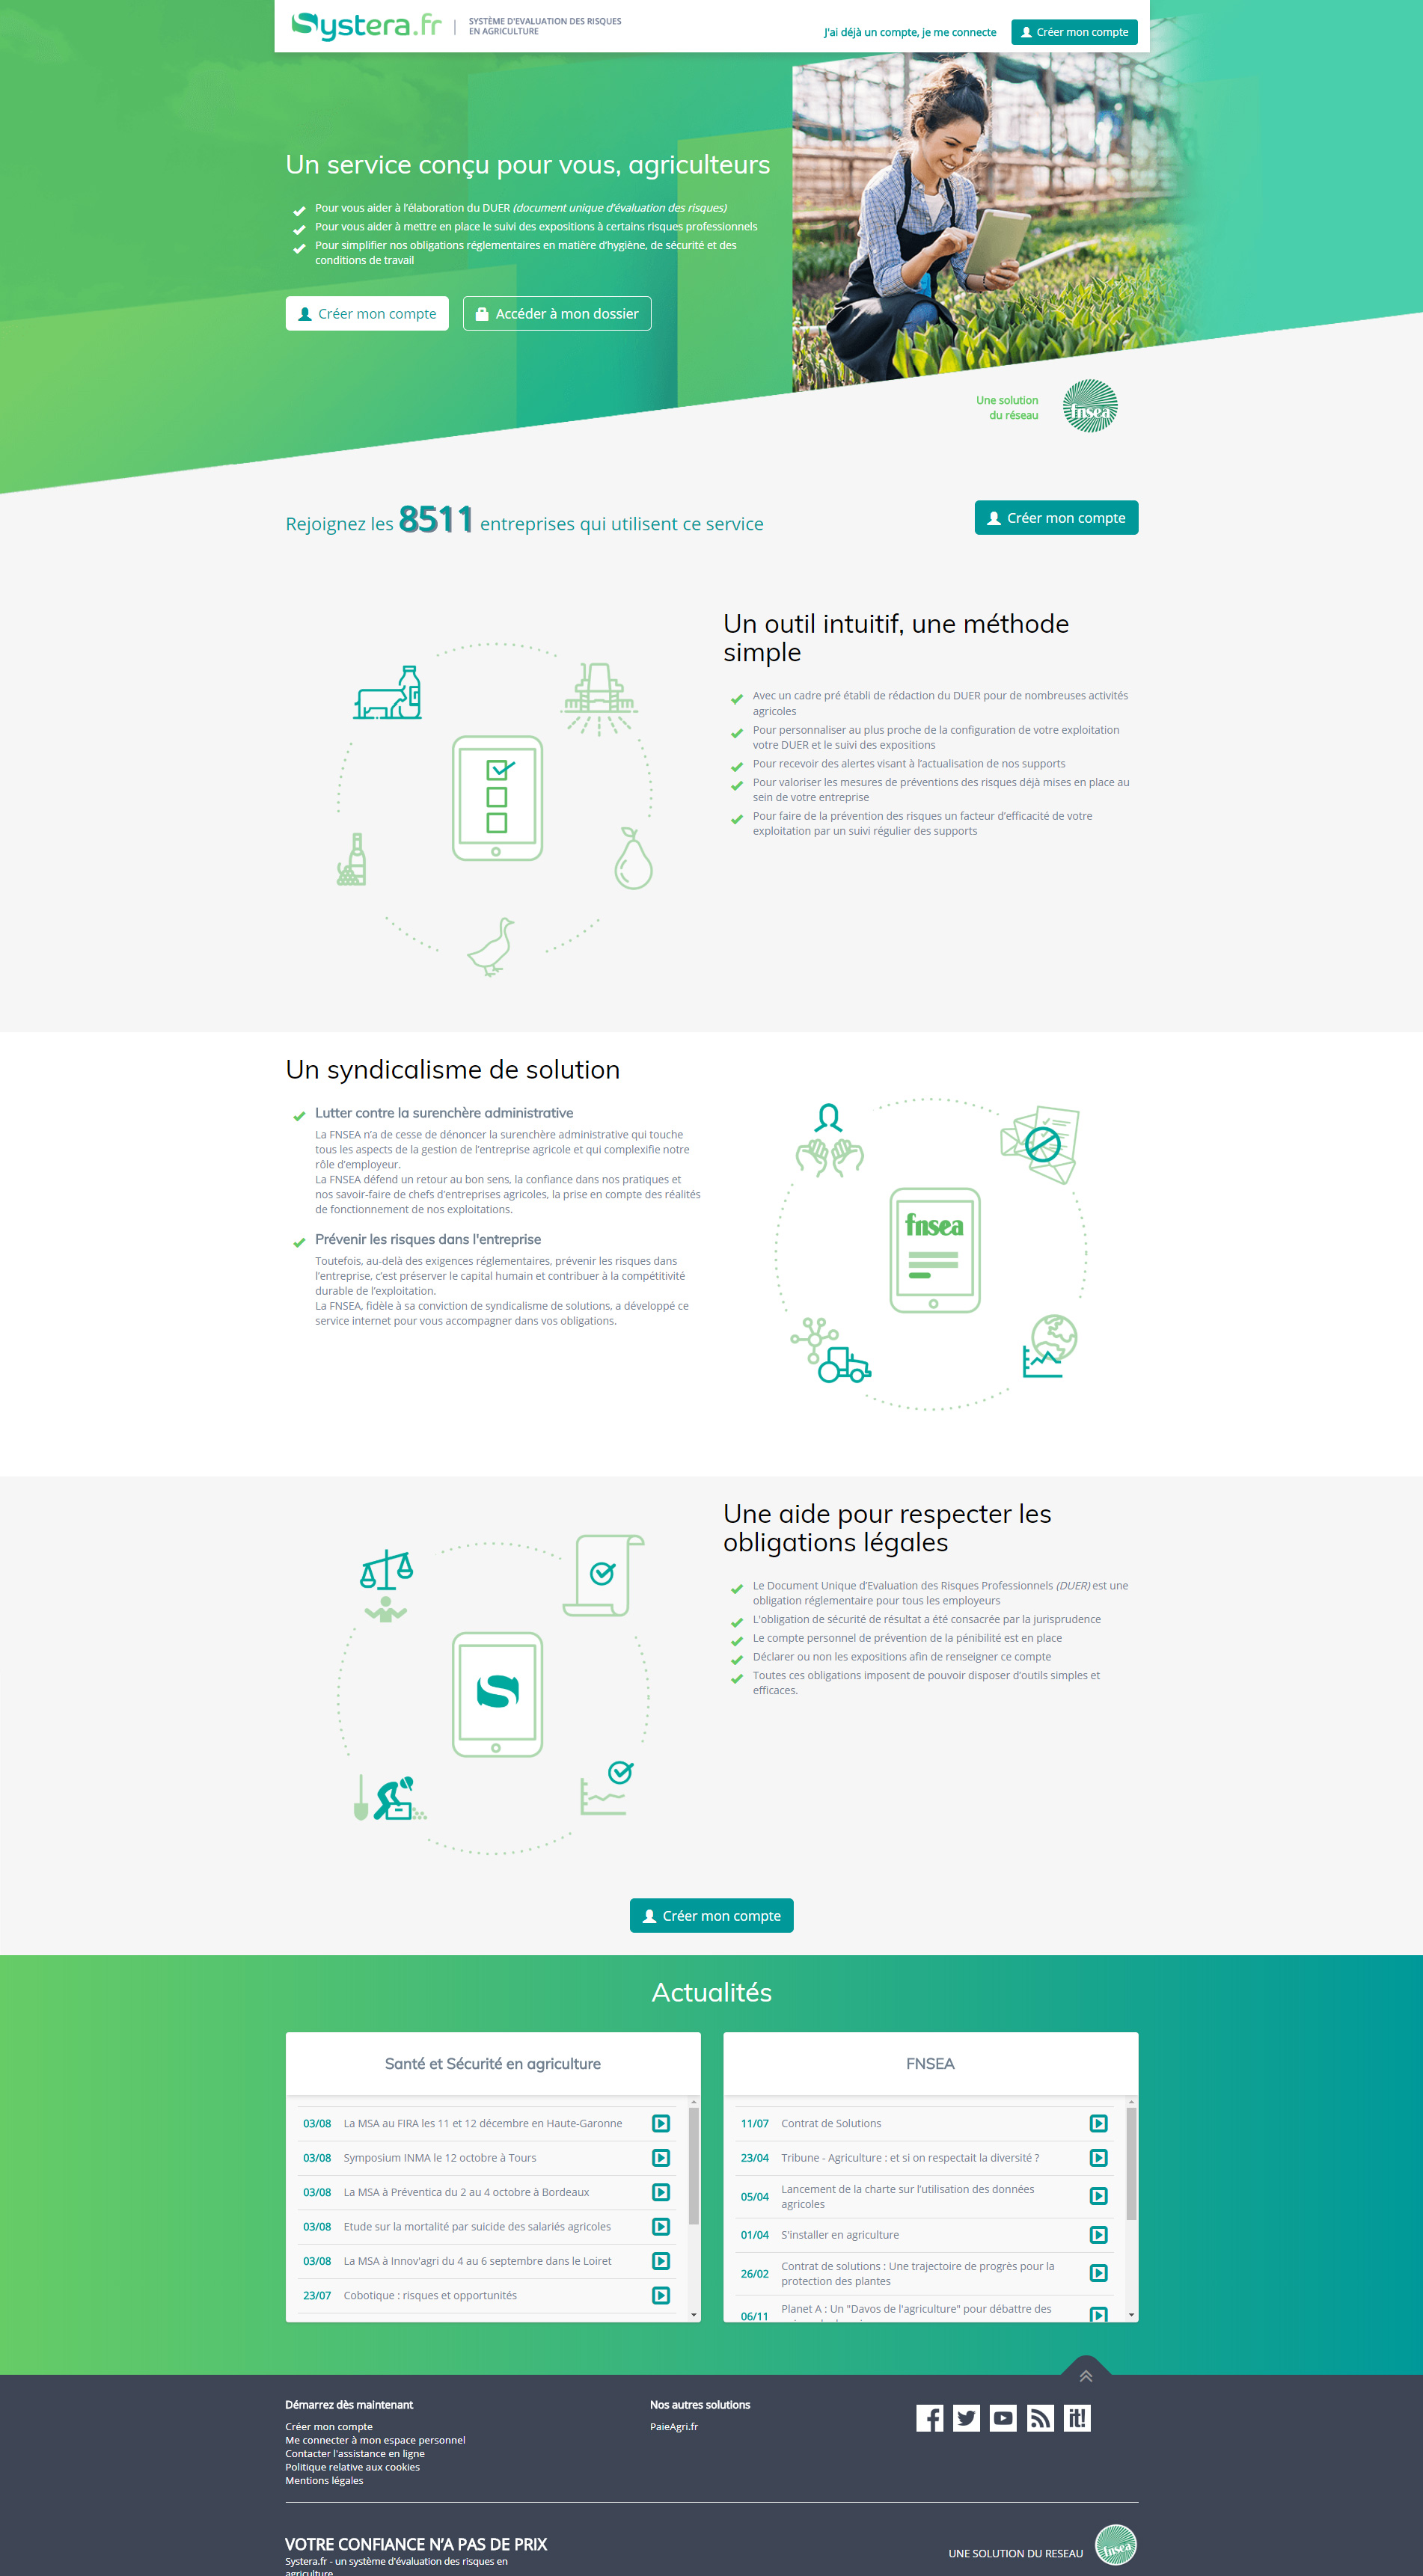 Systera.fr
SYSTÈME D'EVALUATION DES RISQUES
EN AGRICULTURE
J'ai déjà un compte, je me connecte
Créer mon compte
Un service conçu pour vous, agriculteurs
Pour vous aider à l'élaboration du DUER (document unique d'évaluation des risques)
Pour vous aider à mettre en place le suivi des expositions à certains risques professionnels
Pour simplifier nos obligations réglementaires en matière d'hygiène, de sécurité et des
conditions de travail
Créer mon compte
Accéder à mon dossier
Une solution
du réseau
fnsea
Rejoignez les 8511 entreprises qui utilisent ce service
Créer mon compte
Un outil intuitif, une méthode
simple
Avec un cadre pré établi de rédaction du DUER pour de nombreuses activités
agricoles
Pour personnaliser au plus proche de la configuration de votre exploitation
votre DUER et le suivi des expositions
Pour recevoir des alertes visant à l'actualisation de nos supports
Pour valoriser les mesures de préventions des risques déjà mises en place au
sein de votre entreprise
Pour faire de la prévention des risques un facteur d'efficacité de votre
exploitation par un suivi régulier des supports
Un syndicalisme de solution
Lutter contre la surenchère administrative
La FNSEA n'a de cesse de dénoncer la surenchère administrative qui touche
tous les aspects de la gestion de l'entreprise agricole et qui complexifie notre
rôle d'employeur.
La FNSEA défend un retour au bon sens, la confiance dans nos pratiques et
nos savoir-faire de chefs d'entreprises agricoles, la prise en compte des réalités
de fonctionnement de nos exploitations.
Prévenir les risques dans l'entreprise
Toutefois, au-delà des exigences réglementaires, prévenir les risques dans
l'entreprise, c'est préserver le capital humain et contribuer à la compétitivité
durable de l'exploitation.
La FNSEA, fidèle à sa conviction de syndicalisme de solutions, a développé ce
service internet pour vous accompagner dans vos obligations.
fnsea
Une aide pour respecter les
obligations légales
Le Document Unique d'Evaluation des Risques Professionnels (DUER) est une
obligation réglementaire pour tous les employeurs
L'obligation de sécurité de résultat a été consacrée par la jurisprudence
Le compte personnel de prévention de la pénibilité est en place
Déclarer ou non les expositions afin de renseigner ce compte
Toutes ces obligations imposent de pouvoir disposer d'outils simples et
efficaces.
S
Créer mon compte
Actualités
Santé et Sécurité en agriculture
03/08 La MSA au FIRA les 11 et 12 décembre en Haute-Garonne
03/08 Symposium INMA le 12 octobre à Tours
03/08 La MSA à Préventica du 2 au 4 octobre à Bordeaux
03/08 Etude sur la mortalité par suicide des salariés agricoles
03/08 La MSA à Innov'agri du 4 au 6 septembre dans le Loiret
23/07 Cobotique : risques et opportunités
FNSEA
11/07 Contrat de Solutions
23/04 Tribune - Agriculture : et si on respectait la diversité ?
05/04 Lancement de la charte sur l'utilisation des données
agricoles
01/04 S'installer en agriculture
26/02 Contrat de solutions : Une trajectoire de progrès pour la
protection des plantes
06/11 Planet A : Un "Davos de l'agriculture" pour débattre des
Démarrez dès maintenant
Créer mon compte
Me connecter à mon espace personnel
Contacter l'assistance en ligne
Politique relative aux cookies
Mentions légales
Nos autres solutions
PaieAgri.fr
it!
VOTRE CONFIANCE N'A PAS DE PRIX
Systera.fr - un système d'évaluation des risques en
agriculture
UNE SOLUTION DU RESEAU
fnsea